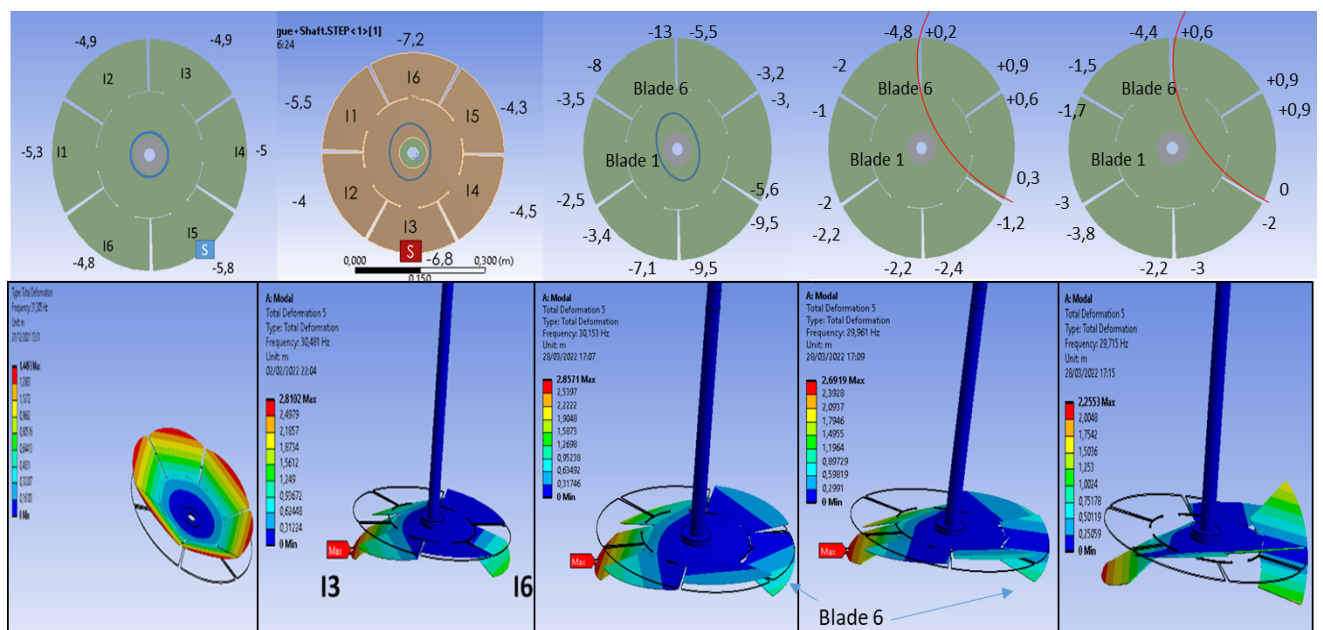 -4,9
-4,9
I2
I3
-5,3
I1
I4
-5
I6
I5
S
-4,8
-5,8
gue+Shaft.STEP<1>[1]
6:24
-7,2
I6
-5,5
I1
I5
-4,3
I2
I4
-4
-4,5
I3
S
-6,8
0,000
0,300 (m)
0,150
-13
-5,5
-8
-3,2
-3,5
Blade 6
-3,
Blade 1
-2,5
-5,6
-3,4
-9,5
-7,1
-9,5
-4,8
+0,2
-2
+0,9
-1
Blade 6
+0,6
Blade 1
0,3
-2
-1,2
-2,2
-2,2
-2,4
-4,4
+0,6
-1,5
+0,9
-1,7
Blade 6
+0,9
Blade 1
0
-3
-2
-3,8
-2,2
-3
Type: Total Deformation
Unit: m
0 Min
A: Modal
Total Deformation 5
Type: Total Deformation
Frequency: 30,481 Hz
Unit: m
02/02/2022 22:04
2,8102 Max
2,4979
2,1857
1,8734
1,5612
1,249
0,93672
0,62448
0,31224
0 Min
Max
I3
I6
A: Modal
Total Deformation 5
Type: Total Deformation
Frequency: 30,153 Hz
Unit: m
28/03/2022 17:07
2,8571 Max
2,5397
2,2222
1,9048
1,5873
1,2698
0,95238
0,63492
0,31746
0 Min
Max
A: Modal
Total Deformation 5
Type: Total Deformation
Frequency: 29,961 Hz
Unit: m
28/03/2022 17:09
2,6919 Max
2,3928
2,0937
1,7946
1,4955
1,1964
0,89729
0,59819
0,2991
0 Min
Max
Blade 6
A: Modal
Total Deformation 5
Type: Total Deformation
Frequency: 29,715 Hz
Unit: m
28/03/2022 17:15
2,2553 Max
2,0048
1,7542
1,5036
1,253
1,0024
0,75178
0,50119
0,25059
0 Min